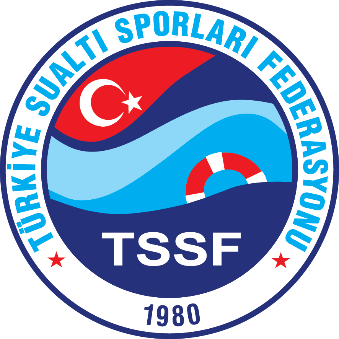 TÜRKİYE SUALTI SPORLARI FEDERASYONU
TSSF
1980